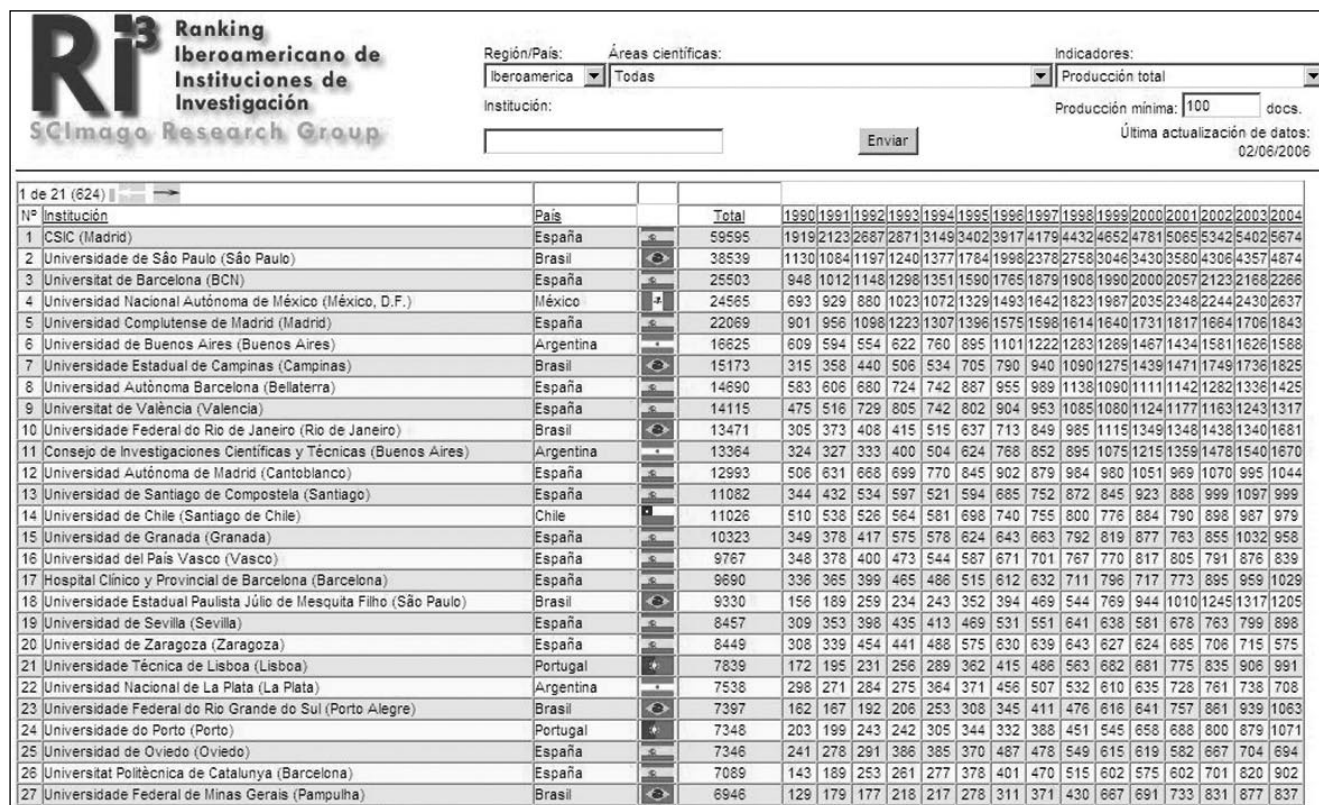 Ri3
Ranking
Iberoamericano de
Instituciones de
Investigación
SCImago Research Group
Región/País: Áreas científicas: Indicadores:
Iberoamerica Todas Producción total
Institución: Producción mínima: 100 docs.
Enviar
Última actualización de datos:
02/06/2006
1 de 21 (624)
Nº Institución País Total 1990 1991 1992 1993 1994 1995 1996 1997 1998 1999 2000 2001 2002 2003 2004
1 CSIC (Madrid) España 59595 1919 2123 2687 2871 3149 3402 3917 4179 4432 4652 4781 5065 5342 5402 5674
2 Universidade de Sâo Paulo (Sâo Paulo) Brasil 38539 1130 1084 1197 1240 1377 1784 1998 2378 2758 3046 3430 3580 4306 4357 4874
3 Universitat de Barcelona (BCN) España 25503 948 1012 1148 1298 1351 1590 1765 1879 1908 1990 2000 2057 2123 2168 2266
4 Universidad Nacional Autónoma de México (México, D.F.) México 24565 693 929 880 1023 1072 1329 1493 1642 1823 1987 2035 2348 2244 2430 2637
5 Universidad Complutense de Madrid (Madrid) España 22069 901 956 1098 1223 1307 1396 1575 1598 1614 1640 1731 1817 1664 1706 1843
6 Universidad de Buenos Aires (Buenos Aires) Argentina 16625 609 594 554 622 760 895 1101 1222 1283 1289 1467 1434 1581 1626 1588
7 Universidade Estadual de Campinas (Campinas) Brasil 15173 315 358 440 506 534 705 790 940 1090 1275 1439 1471 1749 1736 1825
8 Universidad Autònoma Barcelona (Bellaterra) España 14690 583 606 680 724 742 887 955 989 1138 1090 1111 1142 1282 1336 1425
9 Universitat de València (Valencia) España 14115 475 516 729 805 742 802 904 953 1085 1080 1124 1177 1163 1243 1317
10 Universidade Federal do Rio de Janeiro (Rio de Janeiro) Brasil 13471 305 373 408 415 515 637 713 849 985 1115 1349 1348 1438 1340 1681
11 Consejo de Investigaciones Científicas y Técnicas (Buenos Aires) Argentina 13364 324 327 333 400 504 624 768 852 895 1075 1215 1359 1478 1540 1670
12 Universidad Autónoma de Madrid (Cantoblanco) España 12993 506 631 668 699 770 845 902 879 984 980 1051 969 1070 995 1044
13 Universidad de Santiago de Compostela (Santiago) España 11082 344 432 534 597 521 594 685 752 872 845 923 888 999 1097 999
14 Universidad de Chile (Santiago de Chile) Chile 11026 510 538 526 564 581 698 740 755 800 776 884 790 898 987 979
15 Universidad de Granada (Granada) España 10323 349 378 417 575 578 624 643 663 792 819 877 763 855 1032 958
16 Universidad del País Vasco (Vasco) España 9767 348 378 400 473 544 587 671 701 767 770 817 805 791 876 839
17 Hospital Clínico y Provincial de Barcelona (Barcelona) España 9690 336 365 399 465 486 515 612 632 711 796 717 773 895 959 1029
18 Universidade Estadual Paulista Júlio de Mesquita Filho (São Paulo) Brasil 9330 156 189 259 234 243 352 394 469 544 769 944 1010 1245 1317 1205
19 Universidad de Sevilla (Sevilla) España 8457 309 353 398 435 413 469 531 551 641 638 581 678 763 799 898
20 Universidad de Zaragoza (Zaragoza) España 8449 308 339 454 441 488 575 630 639 643 627 624 685 706 715 575
21 Universidade Técnica de Lisboa (Lisboa) Portugal 7839 172 195 231 256 289 362 415 486 563 682 681 775 835 906 991
22 Universidad Nacional de La Plata (La Plata) Argentina 7538 298 271 284 275 364 371 456 507 532 610 635 728 761 738 708
23 Universidade Federal do Rio Grande do Sul (Porto Alegre) Brasil 7397 162 167 192 206 253 308 345 411 476 616 641 757 861 939 1063
24 Universidade do Porto (Porto) Portugal 7348 203 199 243 242 305 344 332 388 451 545 658 688 800 879 1071
25 Universidad de Oviedo (Oviedo) España 7346 241 278 291 386 385 370 487 478 549 615 619 582 667 704 694
26 Universitat Politècnica de Catalunya (Barcelona) España 7089 143 189 253 261 277 378 401 470 515 602 575 602 701 820 902
27 Universidade Federal de Minas Gerais (Pampulha) Brasil 6946 129 179 177 218 217 278 311 371 430 667 691 733 831 877 837